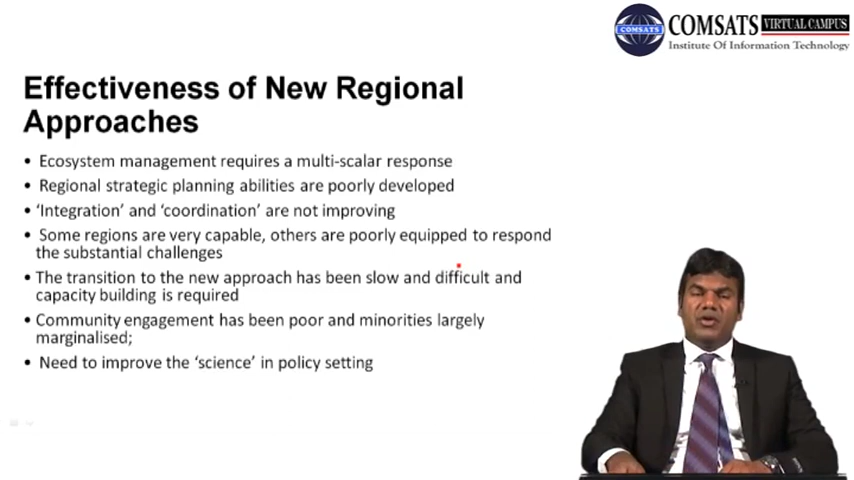 COMSATS VIRTUAL CAMPUS
COMSATS
Institute Of Information Technology
Effectiveness of New Regional
Approaches
• Ecosystem management requires a multi-scalar response
• Regional strategic planning abilities are poorly developed
• ‘Integration’ and ‘coordination’ are not improving
• Some regions are very capable, others are poorly equipped to respond
the substantial challenges
• The transition to the new approach has been slow and difficult and
capacity building is required
• Community engagement has been poor and minorities largely
marginalised;
• Need to improve the ‘science’ in policy setting